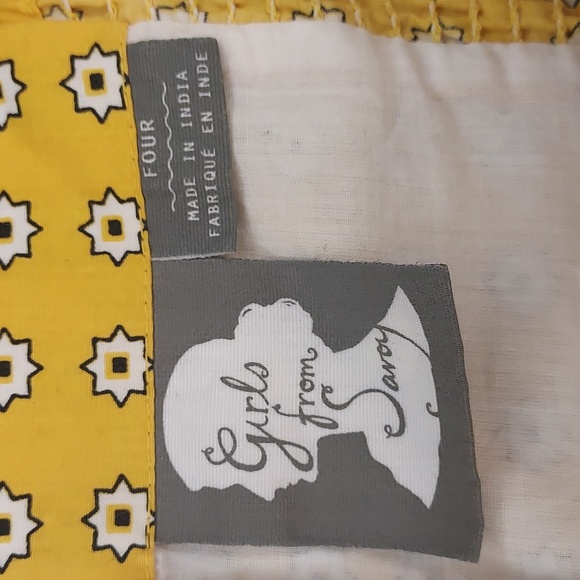 FOUR
MADE IN INDIA
FABRIQUÉ EN INDE
Girls
from
Savoy